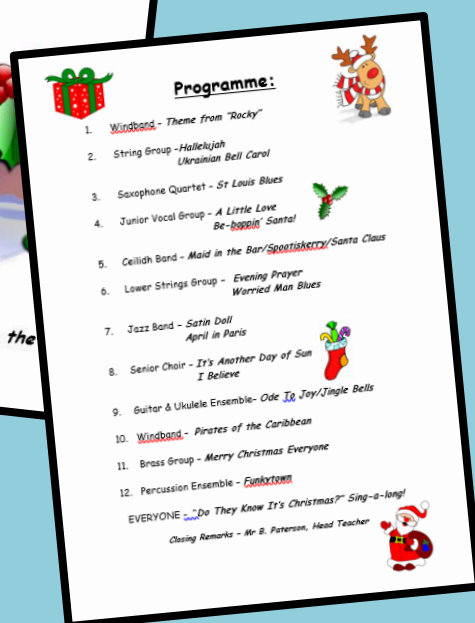 Programme:
1. Windband - Theme from "Rocky"
2. String Group -Hallelujah
Ukrainian Bell Carol
3. Saxophone Quartet - St Louis Blues
4. Junior Vocal Group - A Little Love
Be-boppin' Santa!
5. Ceilidh Band - Maid in the Bar/Spootiskerry/Santa Claus
6. Lower Strings Group - Evening Prayer
Worried Man Blues
7. Jazz Band - Satin Doll
April in Paris
8. Senior Choir - It's Another Day of Sun
I Believe
9. Guitar & Ukulele Ensemble- Ode To Joy/Jingle Bells
10. Windband - Pirates of the Caribbean
11. Brass Group - Merry Christmas Everyone
12. Percussion Ensemble - Funkytown
EVERYONE - "Do They Know It's Christmas?" Sing-a-long!
Closing Remarks - Mr B. Paterson, Head Teacher
the